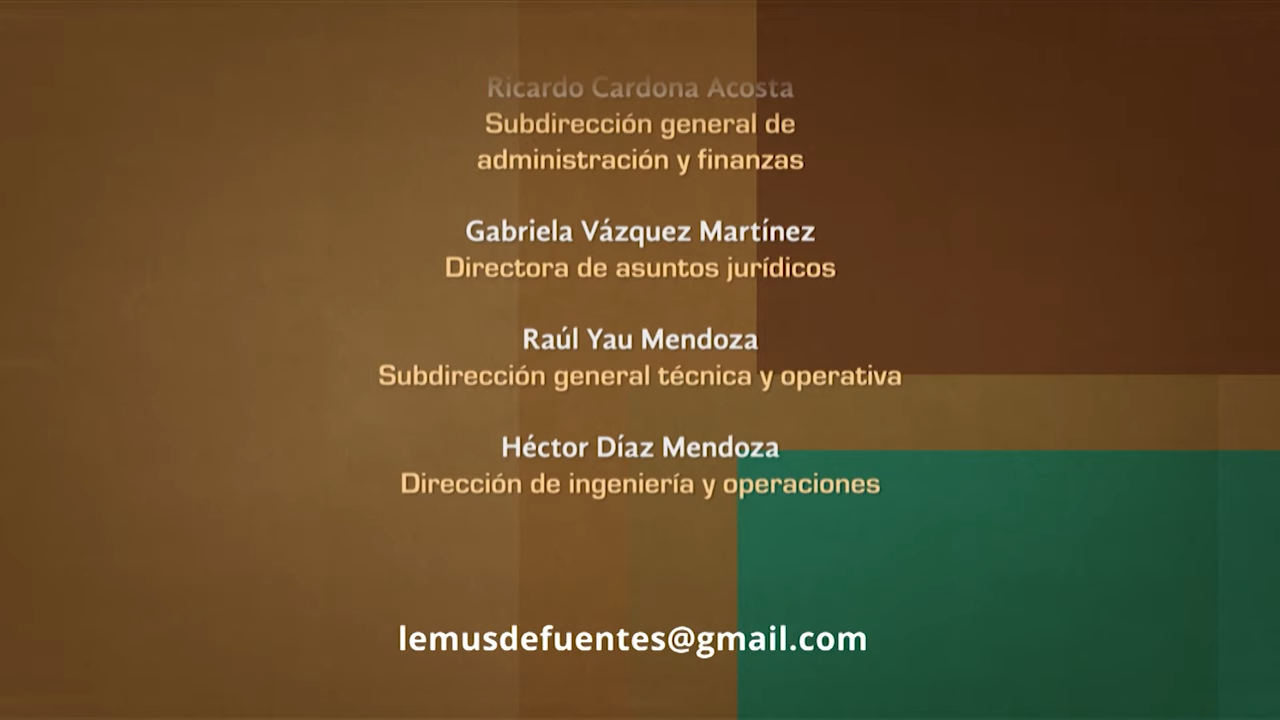 Ricardo Cardona Acosta
Subdirección general de
administración y finanzas
Gabriela Vázquez Martínez
Directora de asuntos jurídicos
Raúl Yau Mendoza
Subdirección general técnica y operativa
Héctor Díaz Mendoza
Dirección de ingeniería y operaciones
lemusdefuentes@gmail.com